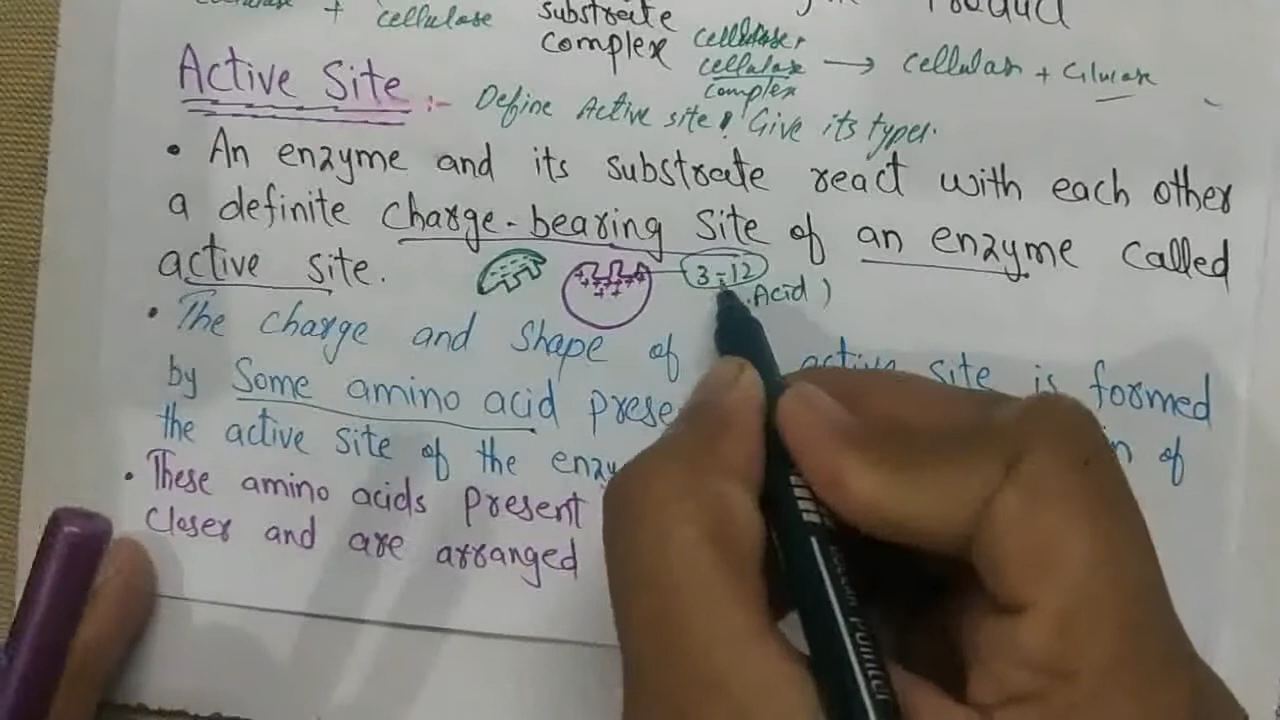 + cellulase substrate
complex cellulose, cellulase complex → cellulase + Glucose
Active Site :- Define Active site? Give its types.
• An enzyme and its substrate react with each other
a definite charge-bearing site of an enzyme called
active site. 3-12
Acid )
• The charge and shape of active site is formed
by Some amino acid
the active site of the of
• These amino acids present
closer and are arranged